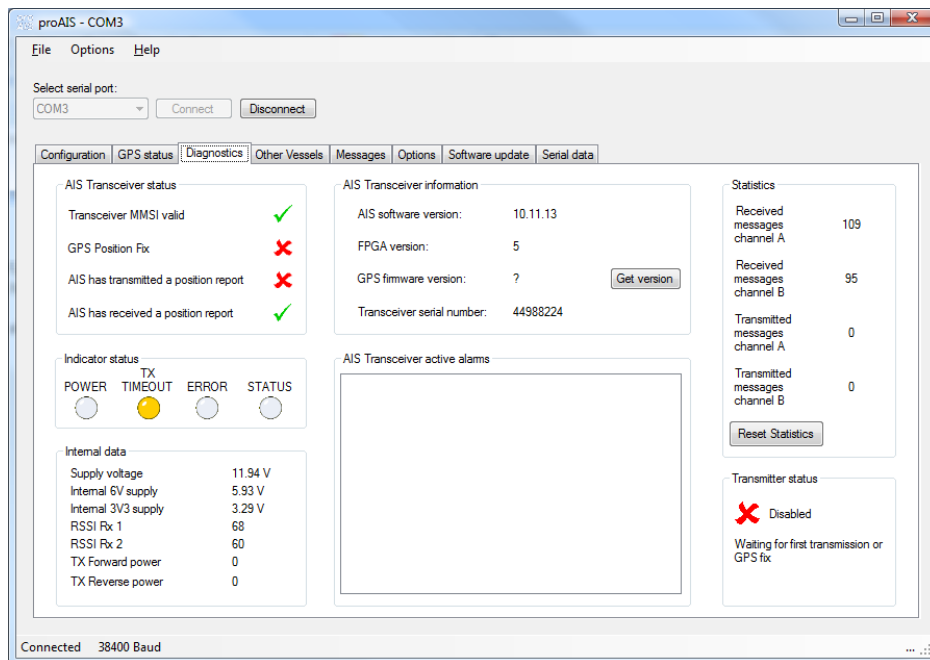 proAIS - COM3
File Options Help
Select serial port:
COM3 Connect Disconnect
Configuration GPS status Diagnostics Other Vessels Messages Options Software update Serial data
AIS Transceiver status
Transceiver MMSI valid
GPS Position Fix
AIS has transmitted a position report
AIS has received a position report
Indicator status
POWER TX TIMEOUT ERROR STATUS
Internal data
Supply voltage 11.94 V
Internal 6V supply 5.93 V
Internal 3V3 supply 3.29 V
RSSI Rx 1 68
RSSI Rx 2 60
TX Forward power 0
TX Reverse power 0
AIS Transceiver information
AIS software version: 10.11.13
FPGA version: 5
GPS firmware version: ? Get version
Transceiver serial number: 44988224
AIS Transceiver active alarms
Statistics
Received
messages 109
channel A
Received
messages 95
channel B
Transmitted
messages 0
channel A
Transmitted
messages 0
channel B
Reset Statistics
Transmitter status
Disabled
Waiting for first transmission or
GPS fix
Connected 38400 Baud ...